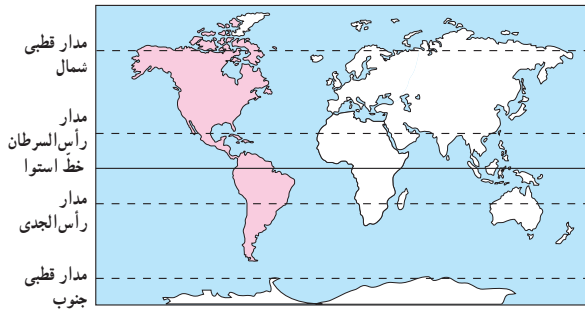 مدار قطبی
شمال
مدار
رأس‌السرطان
خطّ استوا
مدار
رأس‌الجدی
مدار قطبی
جنوب